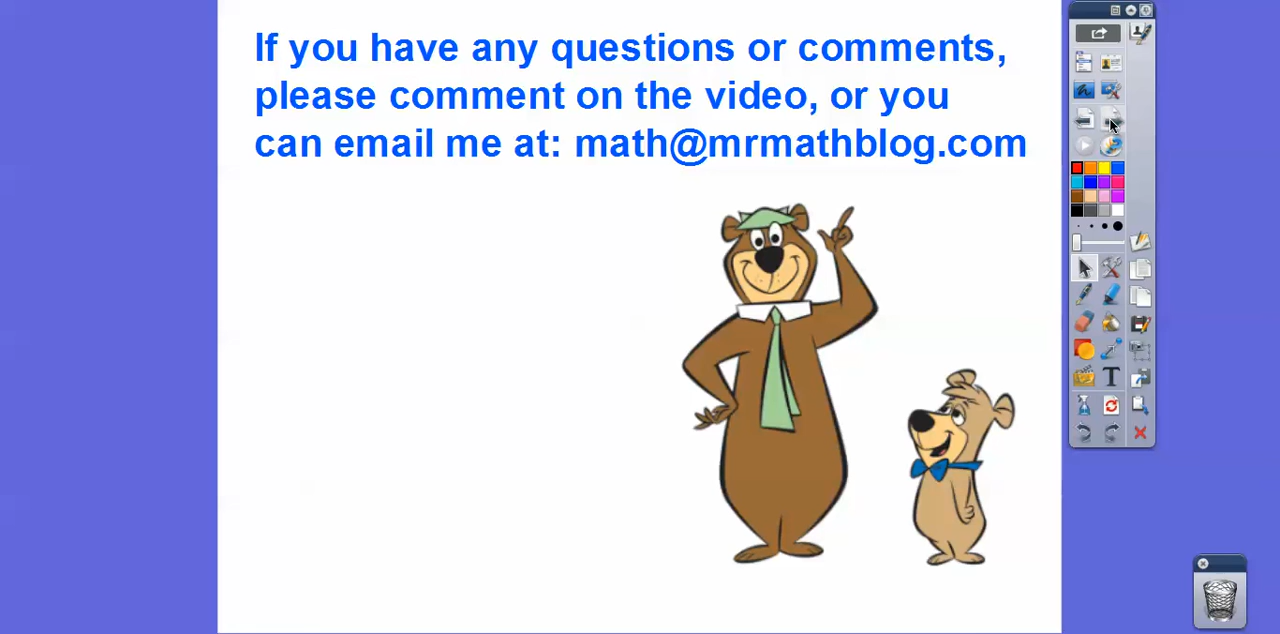 If you have any questions or comments,
please comment on the video, or you
can email me at: math@mrmathblog.com
T